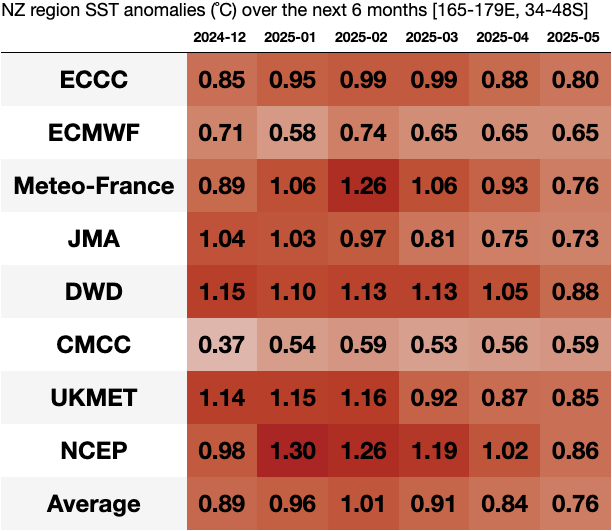 NZ region SST anomalies (°C) over the next 6 months [165-179E, 34-48S]
2024-12 2025-01 2025-02 2025-03 2025-04 2025-05
ECCC 0.85 0.95 0.99 0.99 0.88 0.80
ECMWF 0.71 0.58 0.74 0.65 0.65 0.65
Meteo-France 0.89 1.06 1.26 1.06 0.93 0.76
JMA 1.04 1.03 0.97 0.81 0.75 0.73
DWD 1.15 1.10 1.13 1.13 1.05 0.88
CMCC 0.37 0.54 0.59 0.53 0.56 0.59
UKMET 1.14 1.15 1.16 0.92 0.87 0.85
NCEP 0.98 1.30 1.26 1.19 1.02 0.86
Average 0.89 0.96 1.01 0.91 0.84 0.76